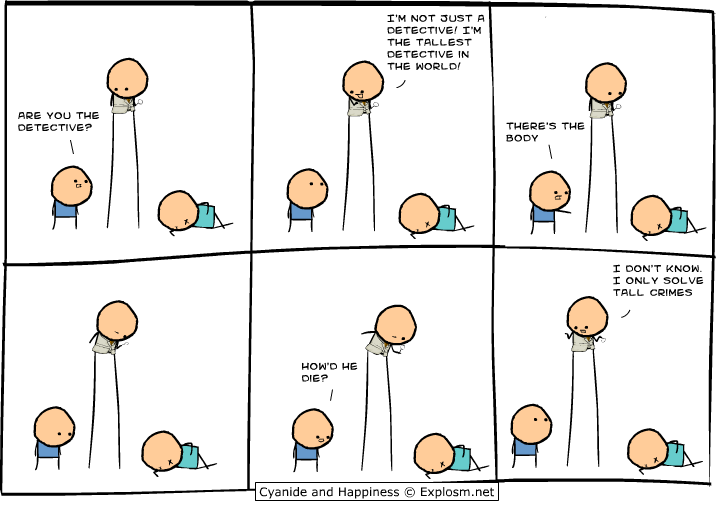 ARE YOU THE
DETECTIVE?
I'M NOT JUST A
DETECTIVE! I'M
THE TALLEST
DETECTIVE IN
THE WORLD!
THERE'S THE
BODY
HOW'D HE
DIE?
I DON'T KNOW.
I ONLY SOLVE
TALL CRIMES
Cyanide and Happiness © Explosm.net